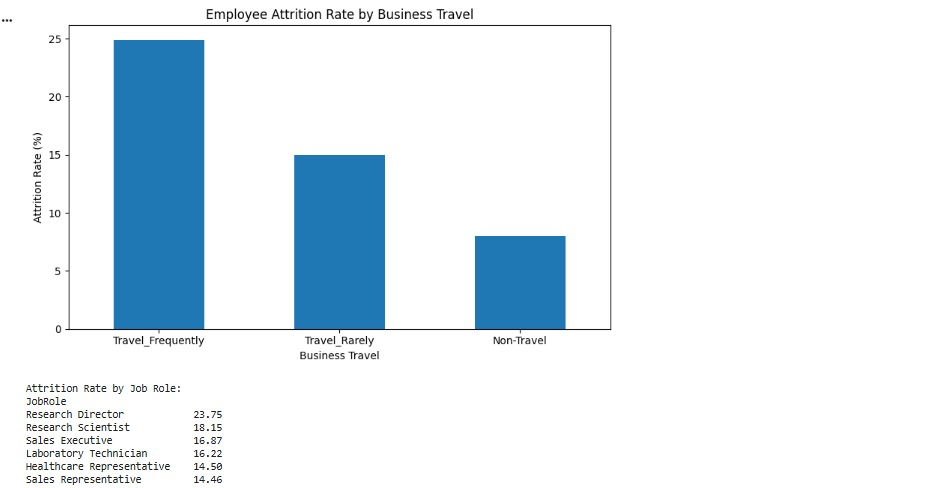 ...
Employee Attrition Rate by Business Travel
25
20
15
10
5
0
Attrition Rate (%)
Travel_Frequently Travel_Rarely Non-Travel
Business Travel
Attrition Rate by Job Role:
JobRole
Research Director 23.75
Research Scientist 18.15
Sales Executive 16.87
Laboratory Technician 16.22
Healthcare Representative 14.50
Sales Representative 14.46